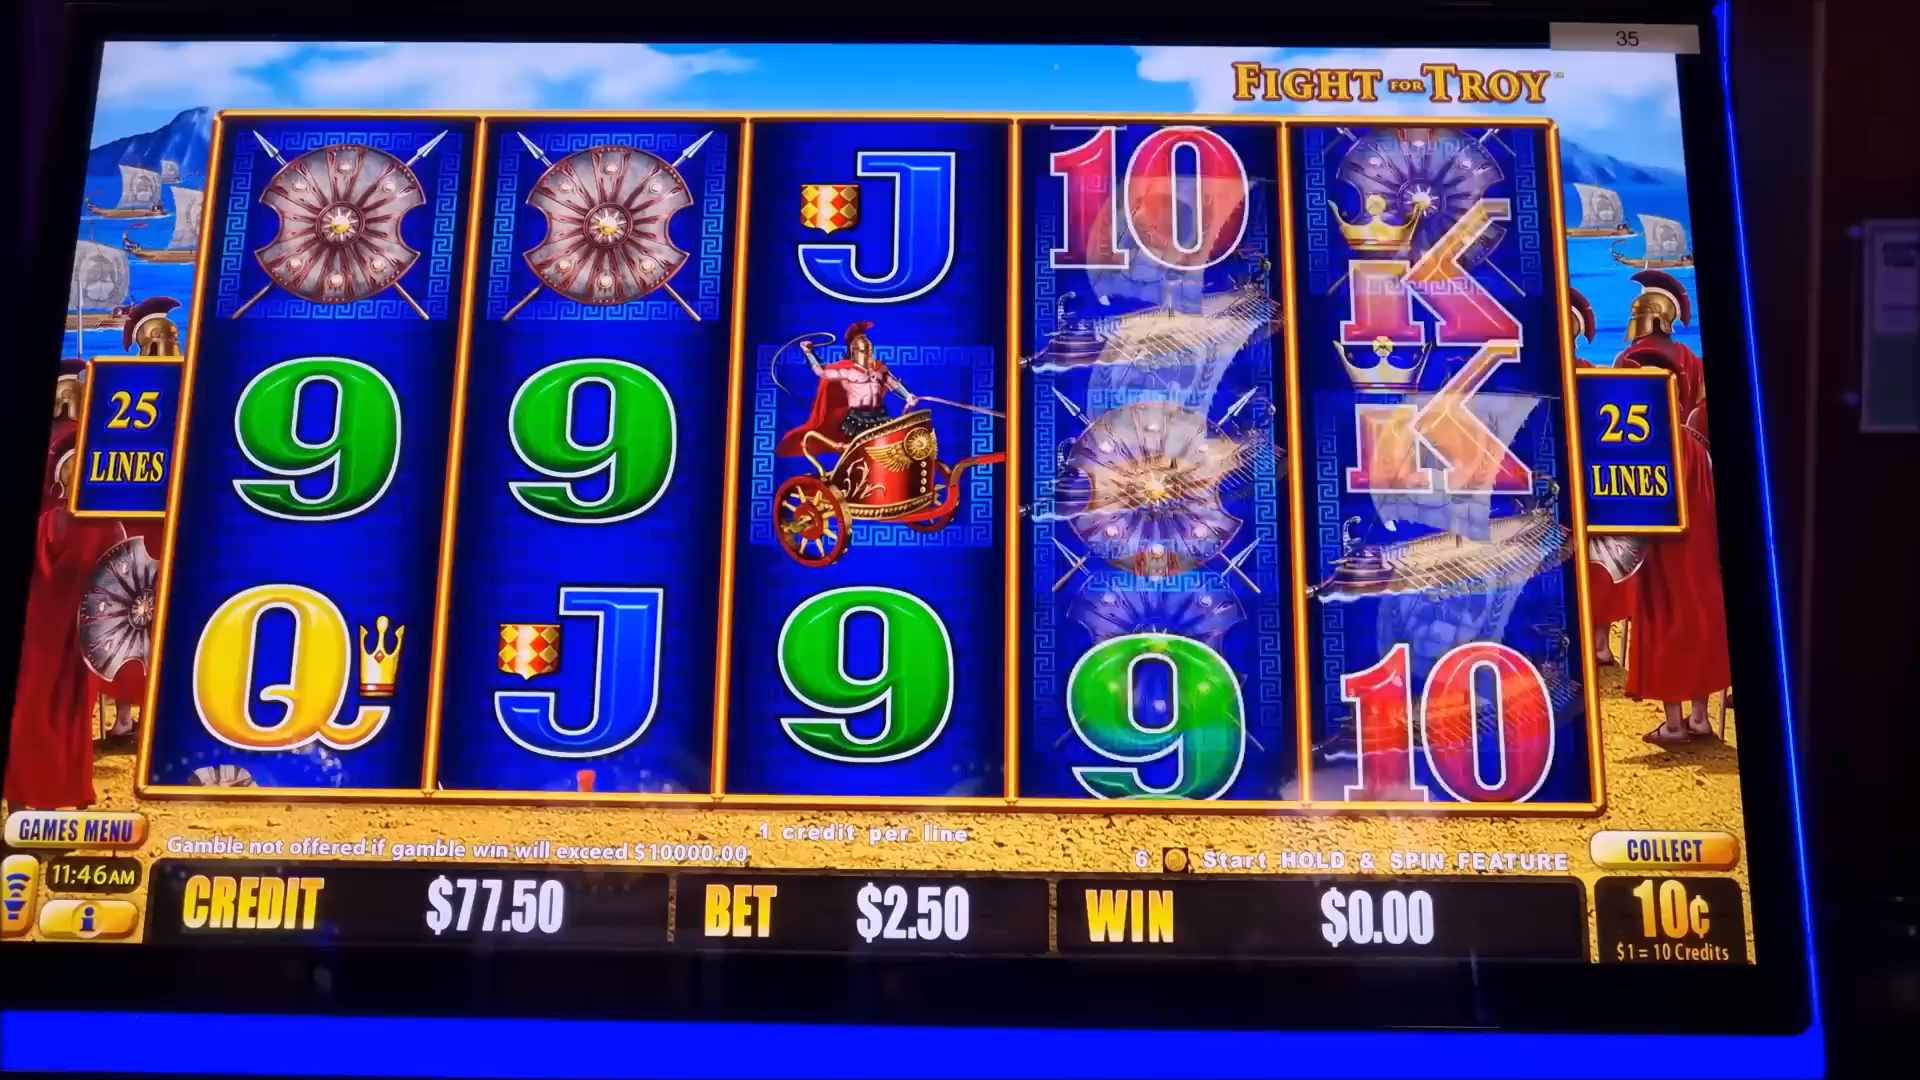 35
FIGHT FOR TROY™
J
10
K
25
LINES
9
9
K
25
LINES
Q
J
9
9
10
GAMES MENU
Gamble not offered if gamble win will exceed $10000.00
1 credit per line
6 Start HOLD & SPIN FEATURE
COLLECT
11:46AM
i
CREDIT $77.50
BET $2.50
WIN $0.00
10¢
$1 = 10 Credits